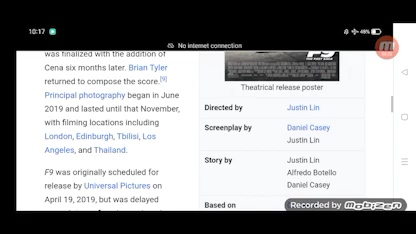 10:17
48%
No internet connection
was finalized with the addition of
Cena six months later. Brian Tyler
returned to compose the score.[9]
Principal photography began in June
2019 and lasted until that November,
with filming locations including
London, Edinburgh, Tbilisi, Los
Angeles, and Thailand.
F9 was originally scheduled for
release by Universal Pictures on
April 19, 2019, but was delayed
F9
Theatrical release poster
Directed by Justin Lin
Screenplay by Daniel Casey
Justin Lin
Story by Justin Lin
Alfredo Botello
Daniel Casey
Based on
Recorded by Mobizen